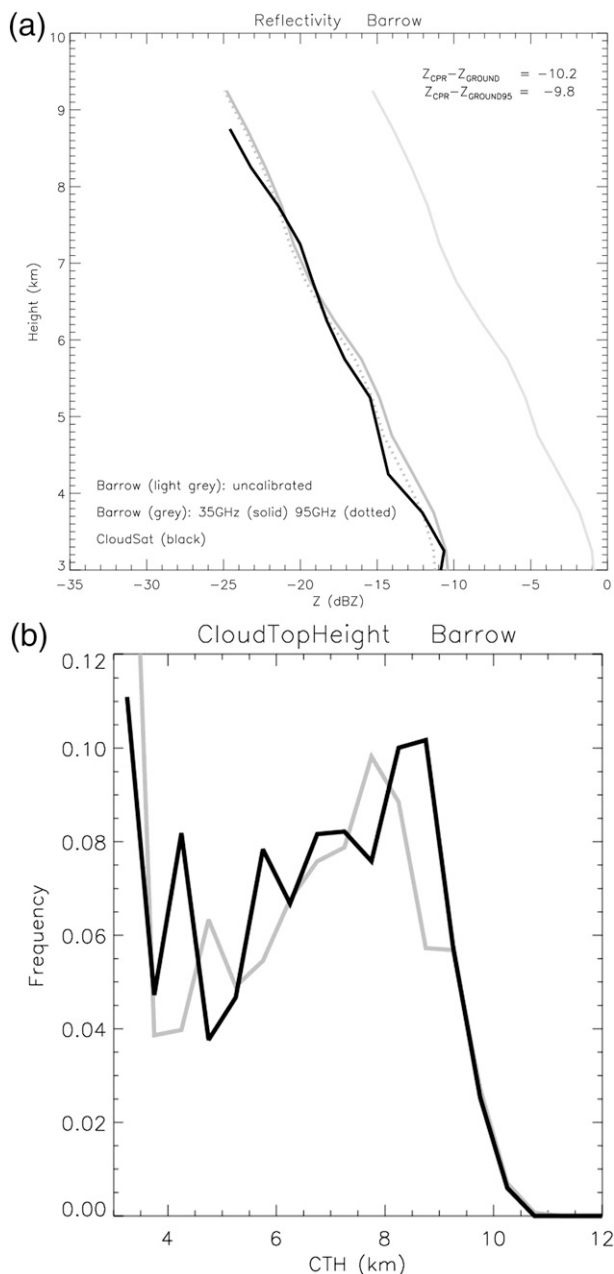 (a)
Reflectivity Barrow
Z_CPR−Z_GROUND = −10.2
Z_CPR−Z_GROUND95 = −9.8
10
9
8
7
6
5
4
3
Height (km)
Barrow (light grey): uncalibrated
Barrow (grey): 35GHz (solid) 95GHz (dotted)
CloudSat (black)
−35 −30 −25 −20 −15 −10 −5 0
Z (dBZ)
(b)
CloudTopHeight Barrow
0.12
0.10
0.08
0.06
0.04
0.02
0.00
Frequency
4 6 8 10 12
CTH (km)